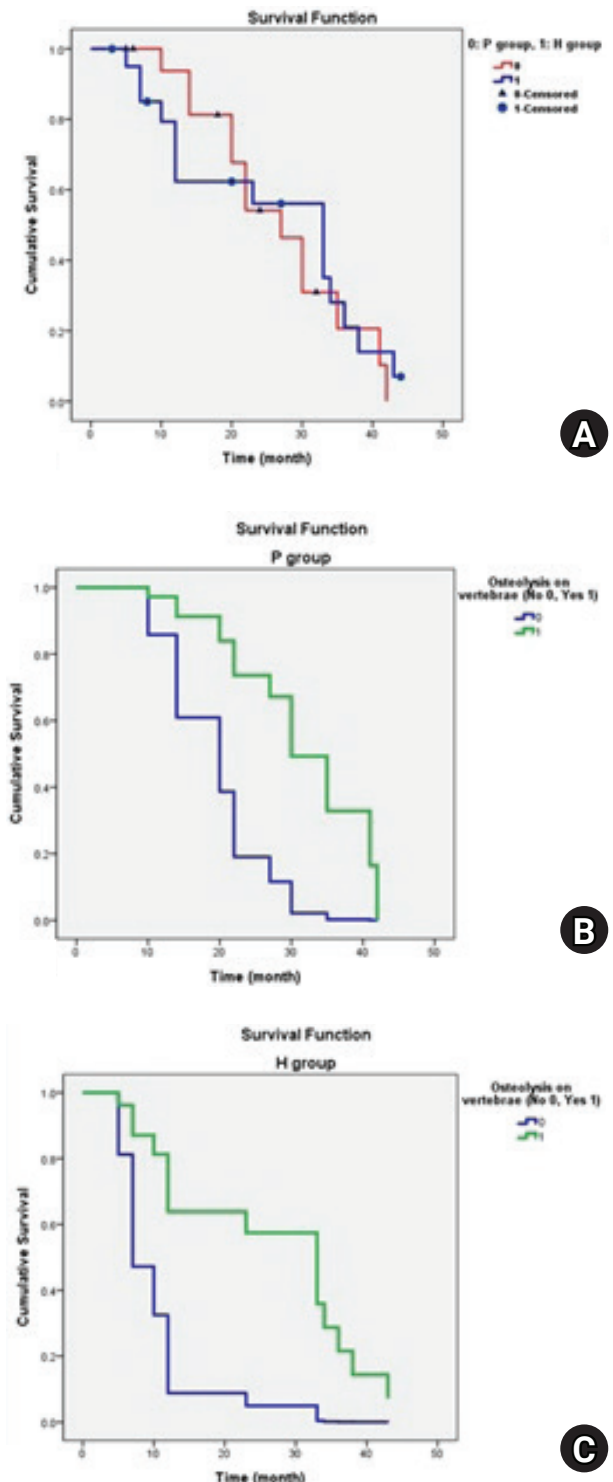 Survival Function
0: P group, 1: H group
0
1
0-Censored
1-Censored
Cumulative Survival
1.0
0.8
0.6
0.4
0.2
0.0
0 10 20 30 40 50
Time (month)
A
Survival Function
P group
Osteolysis on
vertebrae (No 0, Yes 1)
0
1
Cumulative Survival
1.0
0.8
0.6
0.4
0.2
0.0
0 10 20 30 40 50
Time (month)
B
Survival Function
H group
Osteolysis on
vertebrae (No 0, Yes 1)
0
1
Cumulative Survival
1.0
0.8
0.6
0.4
0.2
0.0
0 10 20 30 40 50
Time (month)
C